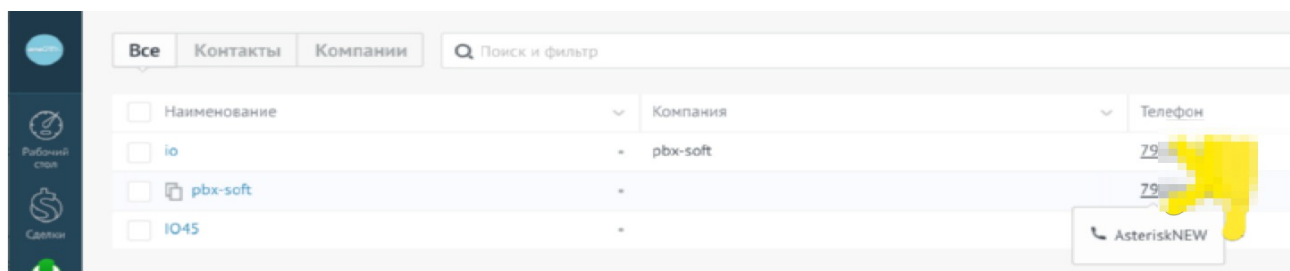 Все Контакты Компании Поиск и фильтр
Наименование Компания Телефон
io - pbx-soft 79
pbx-soft - 79
IO45 -
AsteriskNEW
Рабочий
стол
Сделки